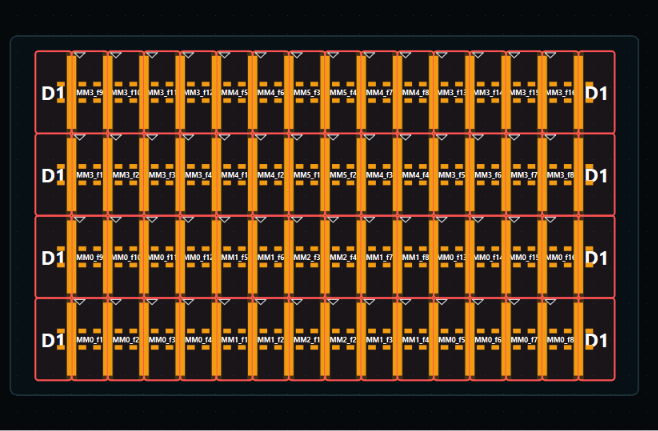 D1 MM3_f9 MM3_f10 MM3_f11 MM3_f12 MM4_f5 MM4_f6 MM5_f3 MM5_f4 MM4_f7 MM4_f8 MM3_f13 MM3_f14 MM3_f15 MM3_f16 D1
D1 MM3_f1 MM3_f2 MM3_f3 MM3_f4 MM4_f1 MM4_f2 MM5_f1 MM5_f2 MM4_f3 MM4_f4 MM3_f5 MM3_f6 MM3_f7 MM3_f8 D1
D1 MM0_f9 MM0_f10 MM0_f11 MM0_f12 MM1_f5 MM1_f6 MM2_f3 MM2_f4 MM1_f7 MM1_f8 MM0_f13 MM0_f14 MM0_f15 MM0_f16 D1
D1 MM0_f1 MM0_f2 MM0_f3 MM0_f4 MM1_f1 MM1_f2 MM2_f1 MM2_f2 MM1_f3 MM1_f4 MM0_f5 MM0_f6 MM0_f7 MM0_f8 D1